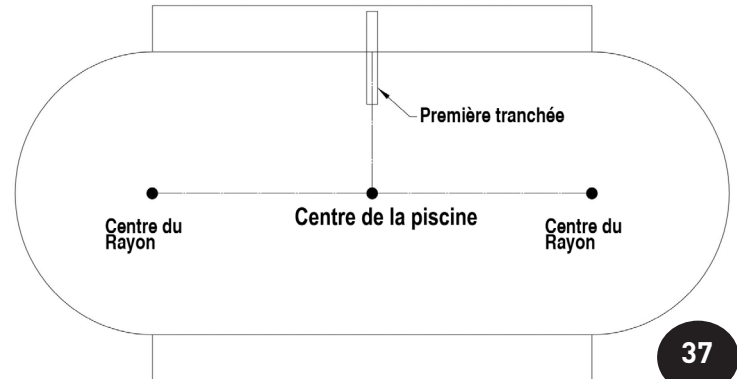 Première tranchée
Centre du
Rayon
Centre de la piscine
Centre du
Rayon
37